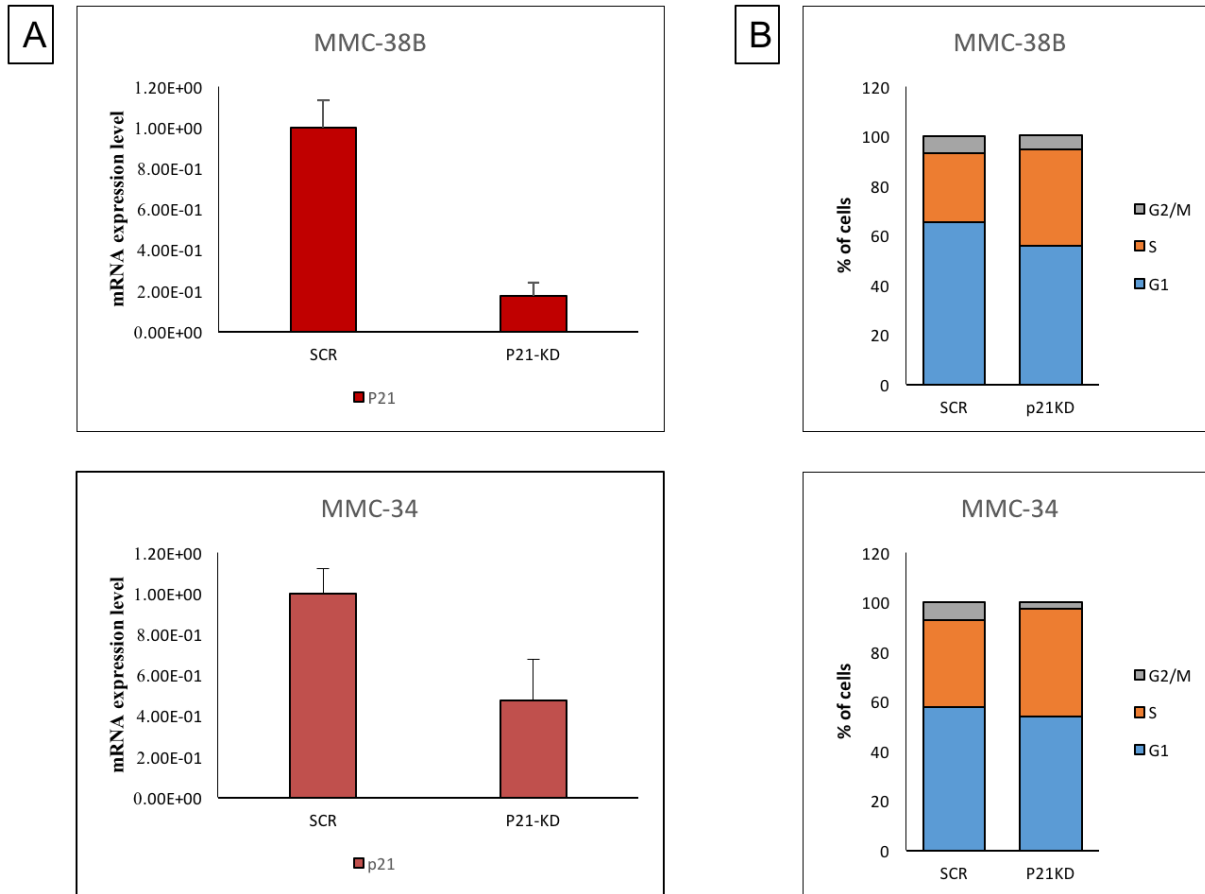 A
MMC-38B
mRNA expression level
1.20E+00
1.00E+00
8.00E-01
6.00E-01
4.00E-01
2.00E-01
0.00E+00
SCR P21-KD
P21
B
MMC-38B
% of cells
120
100
80
60
40
20
0
SCR p21KD
G2/M
S
G1
MMC-34
mRNA expression level
1.20E+00
1.00E+00
8.00E-01
6.00E-01
4.00E-01
2.00E-01
0.00E+00
SCR P21-KD
p21
MMC-34
% of cells
120
100
80
60
40
20
0
SCR P21KD
G2/M
S
G1